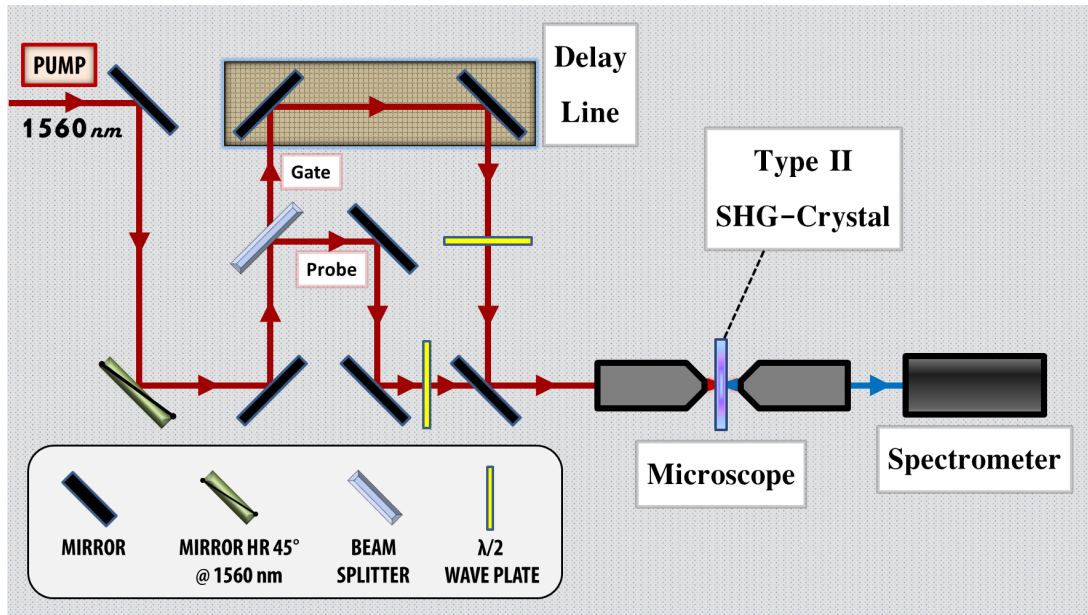 PUMP
1560 nm
Delay
Line
Gate
Probe
Type II
SHG-Crystal
Microscope
Spectrometer
MIRROR
MIRROR HR 45°
@ 1560 nm
BEAM
SPLITTER
λ/2
WAVE PLATE